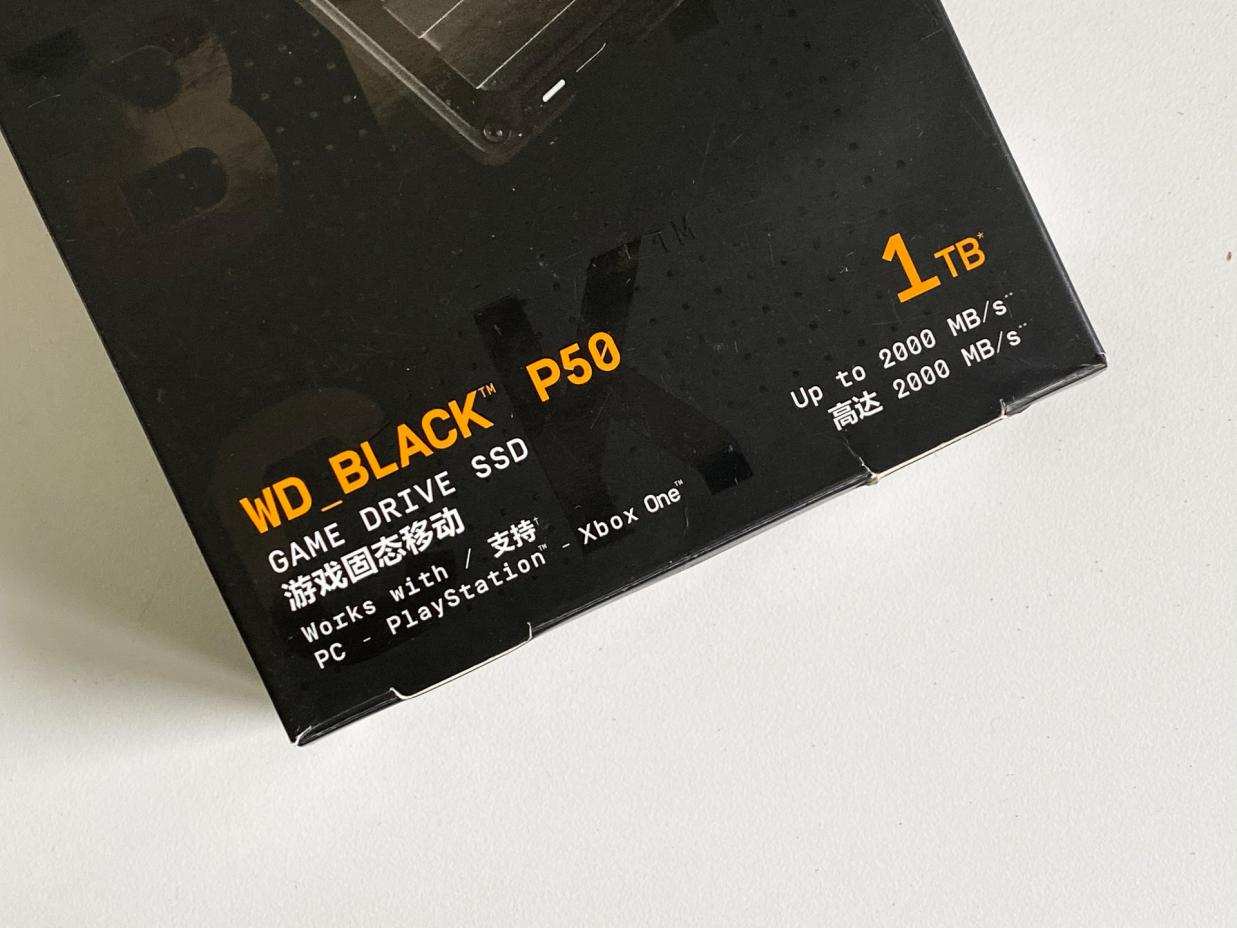 B
K™
WD_BLACK™ P50
GAME DRIVE SSD
游戏固态移动
Works with / 支持†
PC - PlayStation™ - Xbox One™
1TB*
Up to 2000 MB/s**
高达 2000 MB/s**